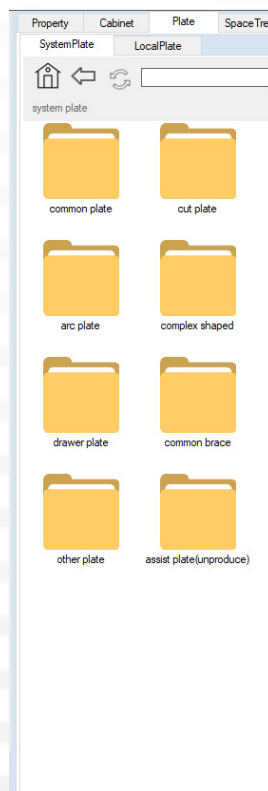 Property Cabinet Plate SpaceTre
SystemPlate LocalPlate
system plate
common plate cut plate
arc plate complex shaped
drawer plate common brace
other plate assist plate(unproduce)